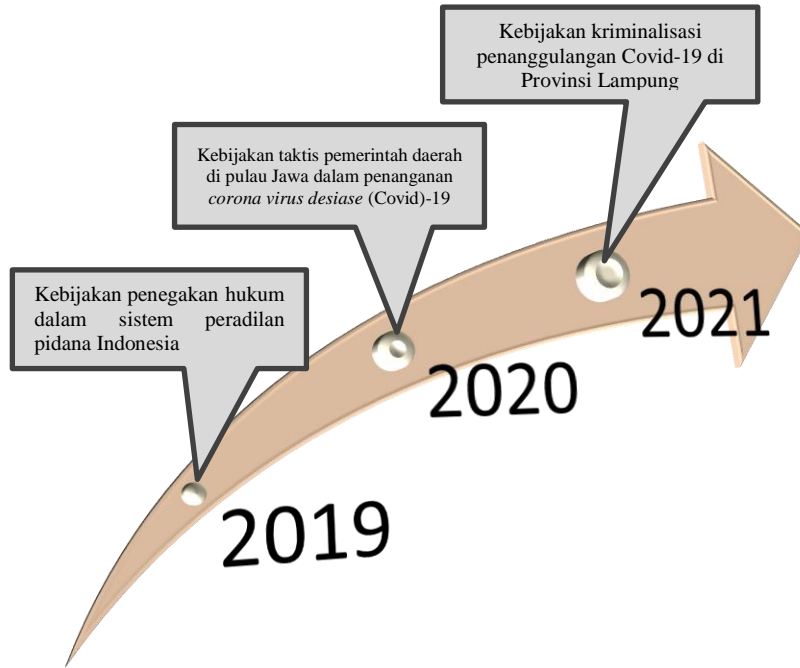 Kebijakan kriminalisasi
penanggulangan Covid-19 di
Provinsi Lampung
Kebijakan taktis pemerintah daerah
di pulau Jawa dalam penanganan
corona virus desiase (Covid)-19
Kebijakan penegakan hukum
dalam sistem peradilan
pidana Indonesia
2021
2020
2019